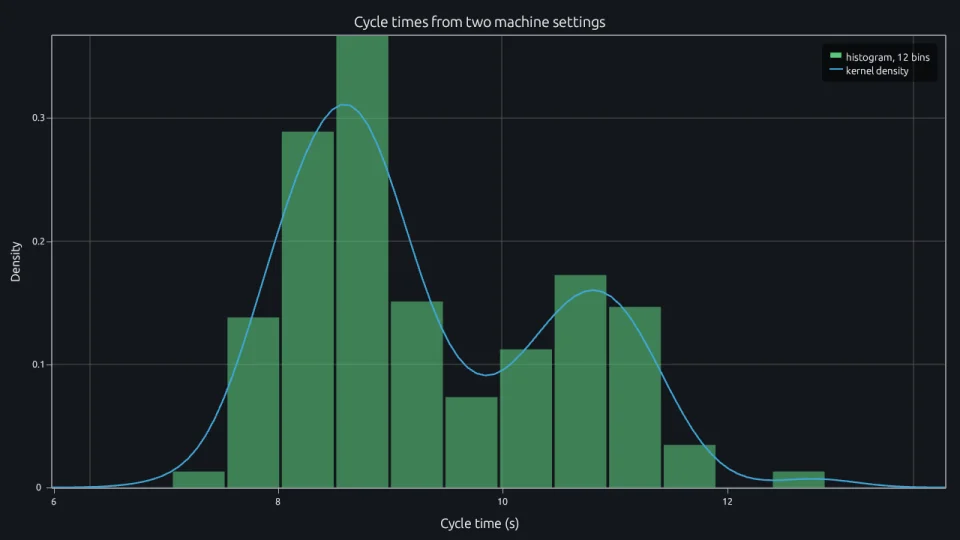 Cycle times from two machine settings
histogram, 12 bins
kernel density
Density
0.3
0.2
0.1
0
6
8
10
12
Cycle time (s)